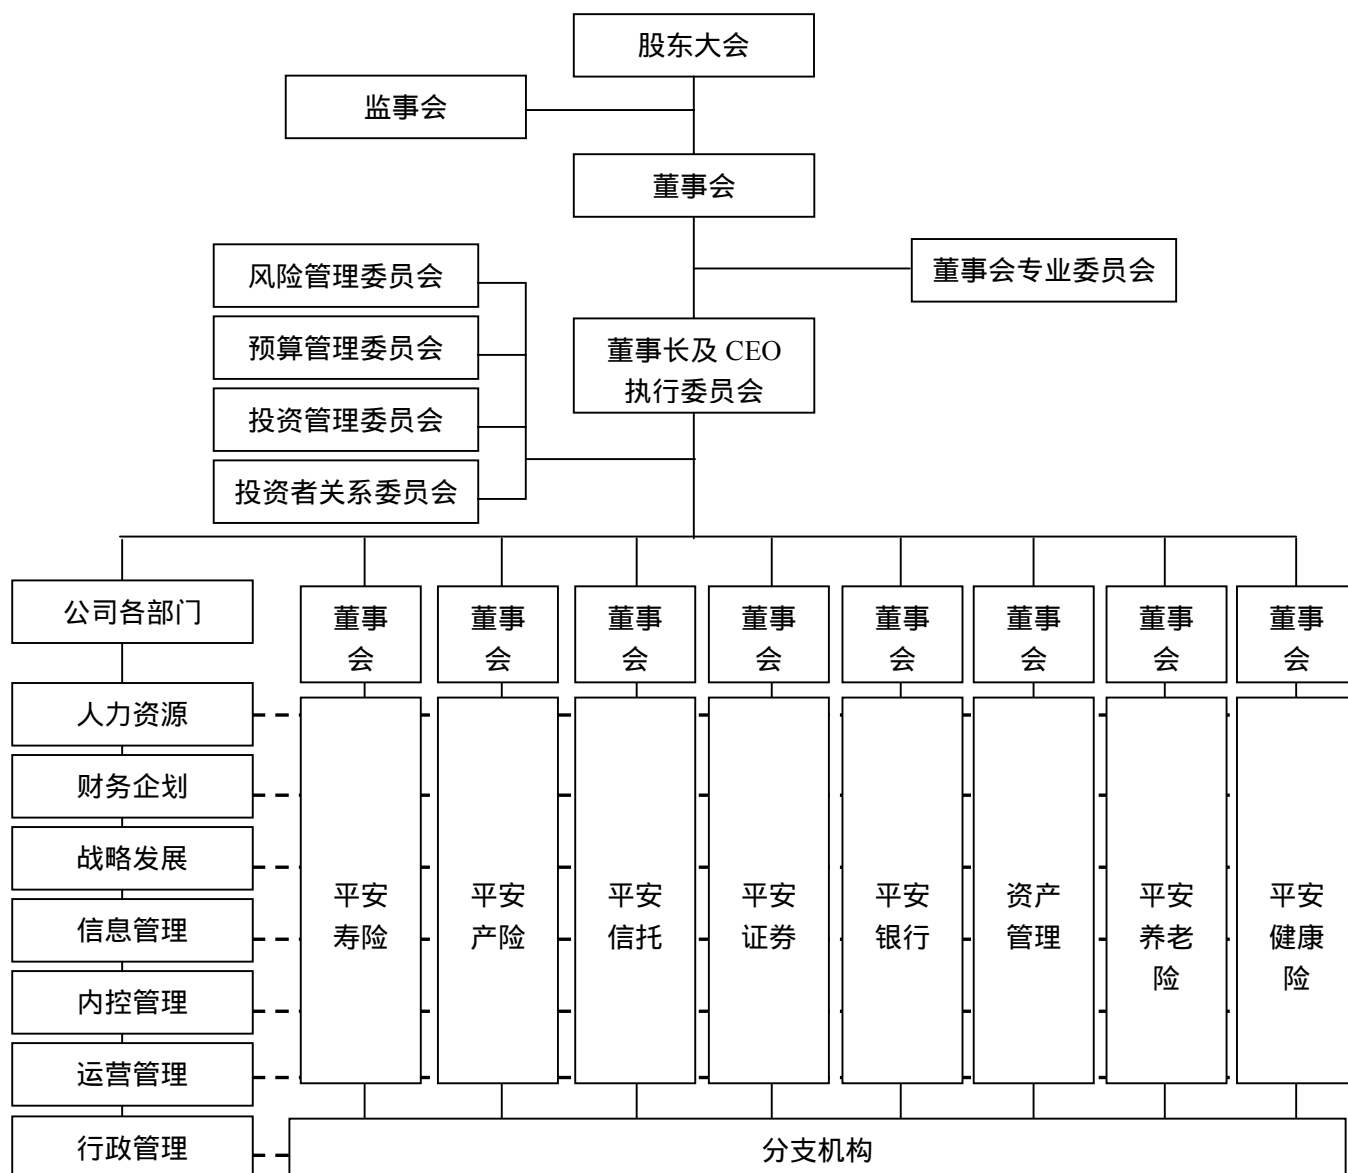 股东大会
监事会
董事会
风险管理委员会
董事会专业委员会
预算管理委员会
董事长及 CEO
执行委员会
投资管理委员会
投资者关系委员会
公司各部门
董事
会
董事
会
董事
会
董事
会
董事
会
董事
会
董事
会
董事
会
人力资源
财务企划
战略发展
信息管理
内控管理
运营管理
行政管理
平安
寿险
平安
产险
平安
信托
平安
证券
平安
银行
资产
管理
平安
养老
险
平安
健康
险
分支机构